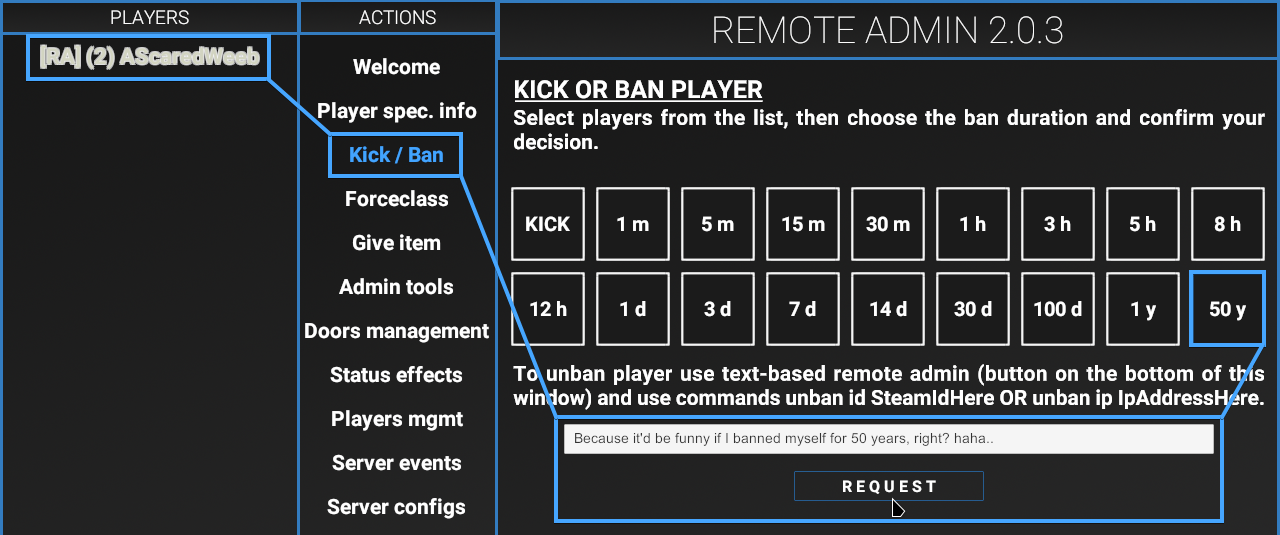 PLAYERS
[RA] (2) AScaredWeeb
ACTIONS
Welcome
Player spec. info
Kick / Ban
Forceclass
Give item
Admin tools
Doors management
Status effects
Players mgmt
Server events
Server configs
REMOTE ADMIN 2.0.3
KICK OR BAN PLAYER
Select players from the list, then choose the ban duration and confirm your
decision.
KICK 1 m 5 m 15 m 30 m 1 h 3 h 5 h 8 h
12 h 1 d 3 d 7 d 14 d 30 d 100 d 1 y 50 y
To unban player use text-based remote admin (button on the bottom of this
window) and use commands unban id SteamIdHere OR unban ip IpAddressHere.
Because it'd be funny if I banned myself for 50 years, right? haha..
REQUEST